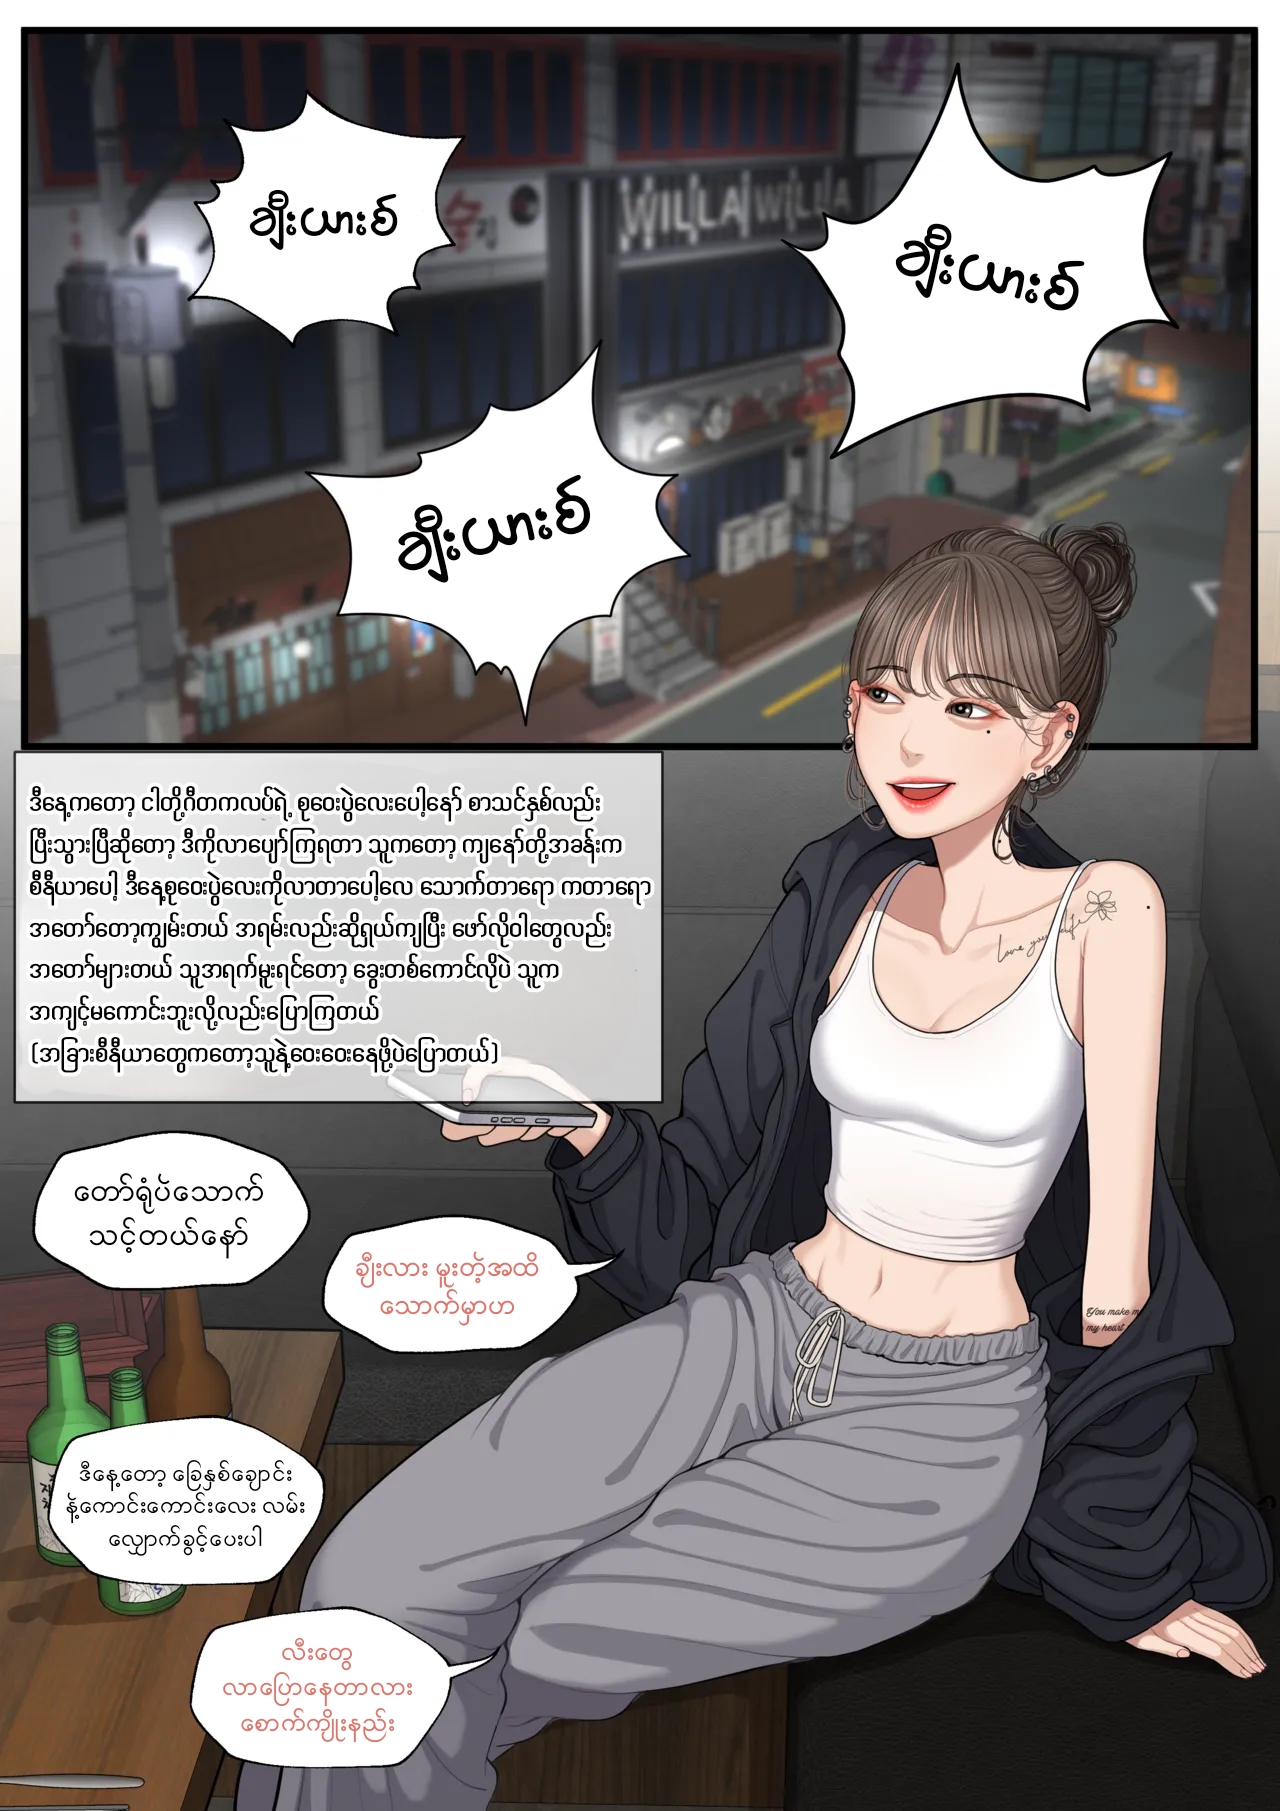 ချီးယားစ်
WILLA WILLA
ချီးယားစ်
ချီးယားစ်
ဒီနေ့ကတော့ ငါတို့ဂီတကလပ်ရဲ့ စုဝေးပွဲလေးပေါ့နော် စာသင်နှစ်လည်း
ပြီးသွားပြီဆိုတော့ ဒီကိုလာပျော်ကြရတာ သူကတော့ ကျနော်တို့အခန်းက
စီနီယာပေါ့ ဒီနေ့စုဝေးပွဲလေးကိုလာတာပေါ့လေ သောက်တာရော ကတာရော
အတော်တော့ကျွမ်းတယ် အရမ်းလည်းဆိုရှယ်ကျပြီး ဖော်လိုဝါတွေလည်း
အတော်များတယ် သူအရက်မူးရင်တော့ ခွေးတစ်ကောင်လိုပဲ သူက
အကျင့်မကောင်းဘူးလို့လည်းပြောကြတယ်
(အခြားစီနီယာတွေကတော့သူနဲ့ဝေးဝေးနေဖို့ပဲပြောတယ်)
Love yourself
တော်ရုံပဲသောက်
သင့်တယ်နော်
ချီးလား မူးတဲ့အထိ
သောက်မှာဟ
You make m
my heart
ဒီနေ့တော့ ခြေနှစ်ချောင်း
နဲ့ကောင်းကောင်းလေး လမ်း
လျှောက်ခွင့်ပေးပါ
လီးတွေ
လာပြောနေတာလား
စောက်ကျိုးနည်း